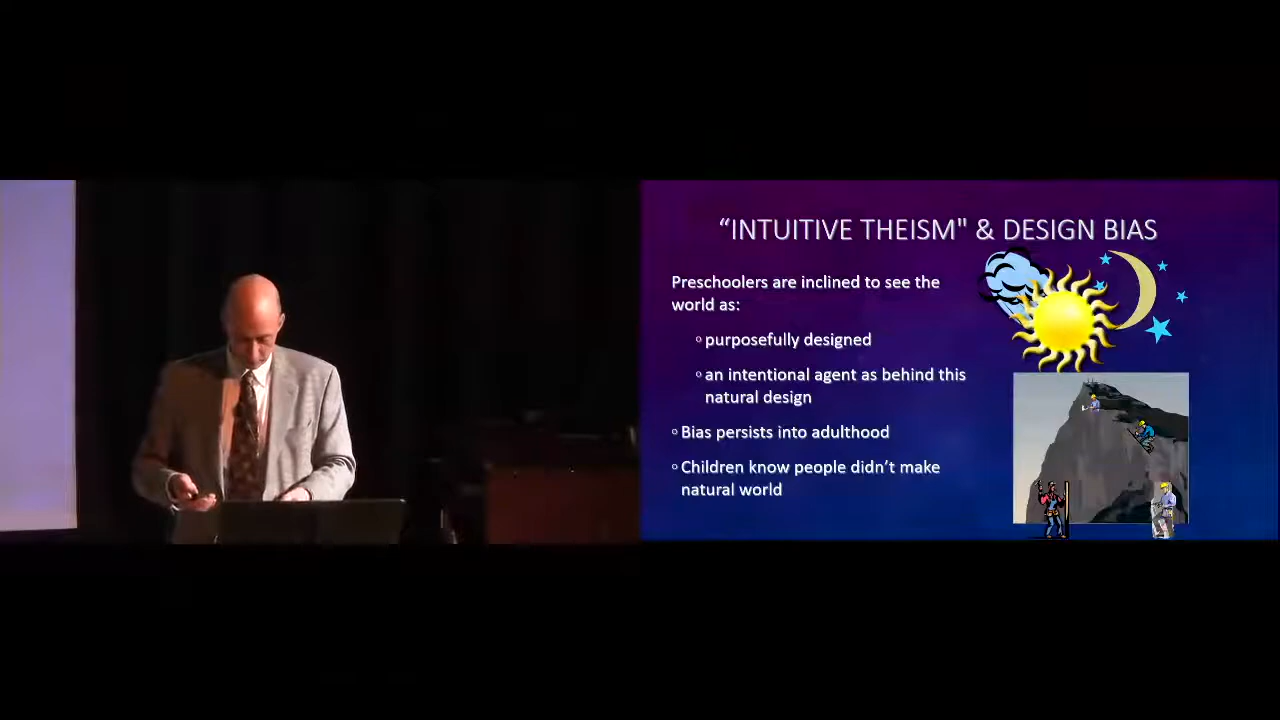 “INTUITIVE THEISM" & DESIGN BIAS
Preschoolers are inclined to see the
world as:
◦ purposefully designed
◦ an intentional agent as behind this
natural design
◦ Bias persists into adulthood
◦ Children know people didn’t make
natural world